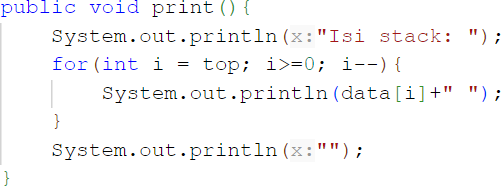 public void print(){
    System.out.println(x:"Isi stack: ");
    for(int i = top; i>=0; i--){
        System.out.println(data[i]+" ");
    }
    System.out.println(x:"");
}